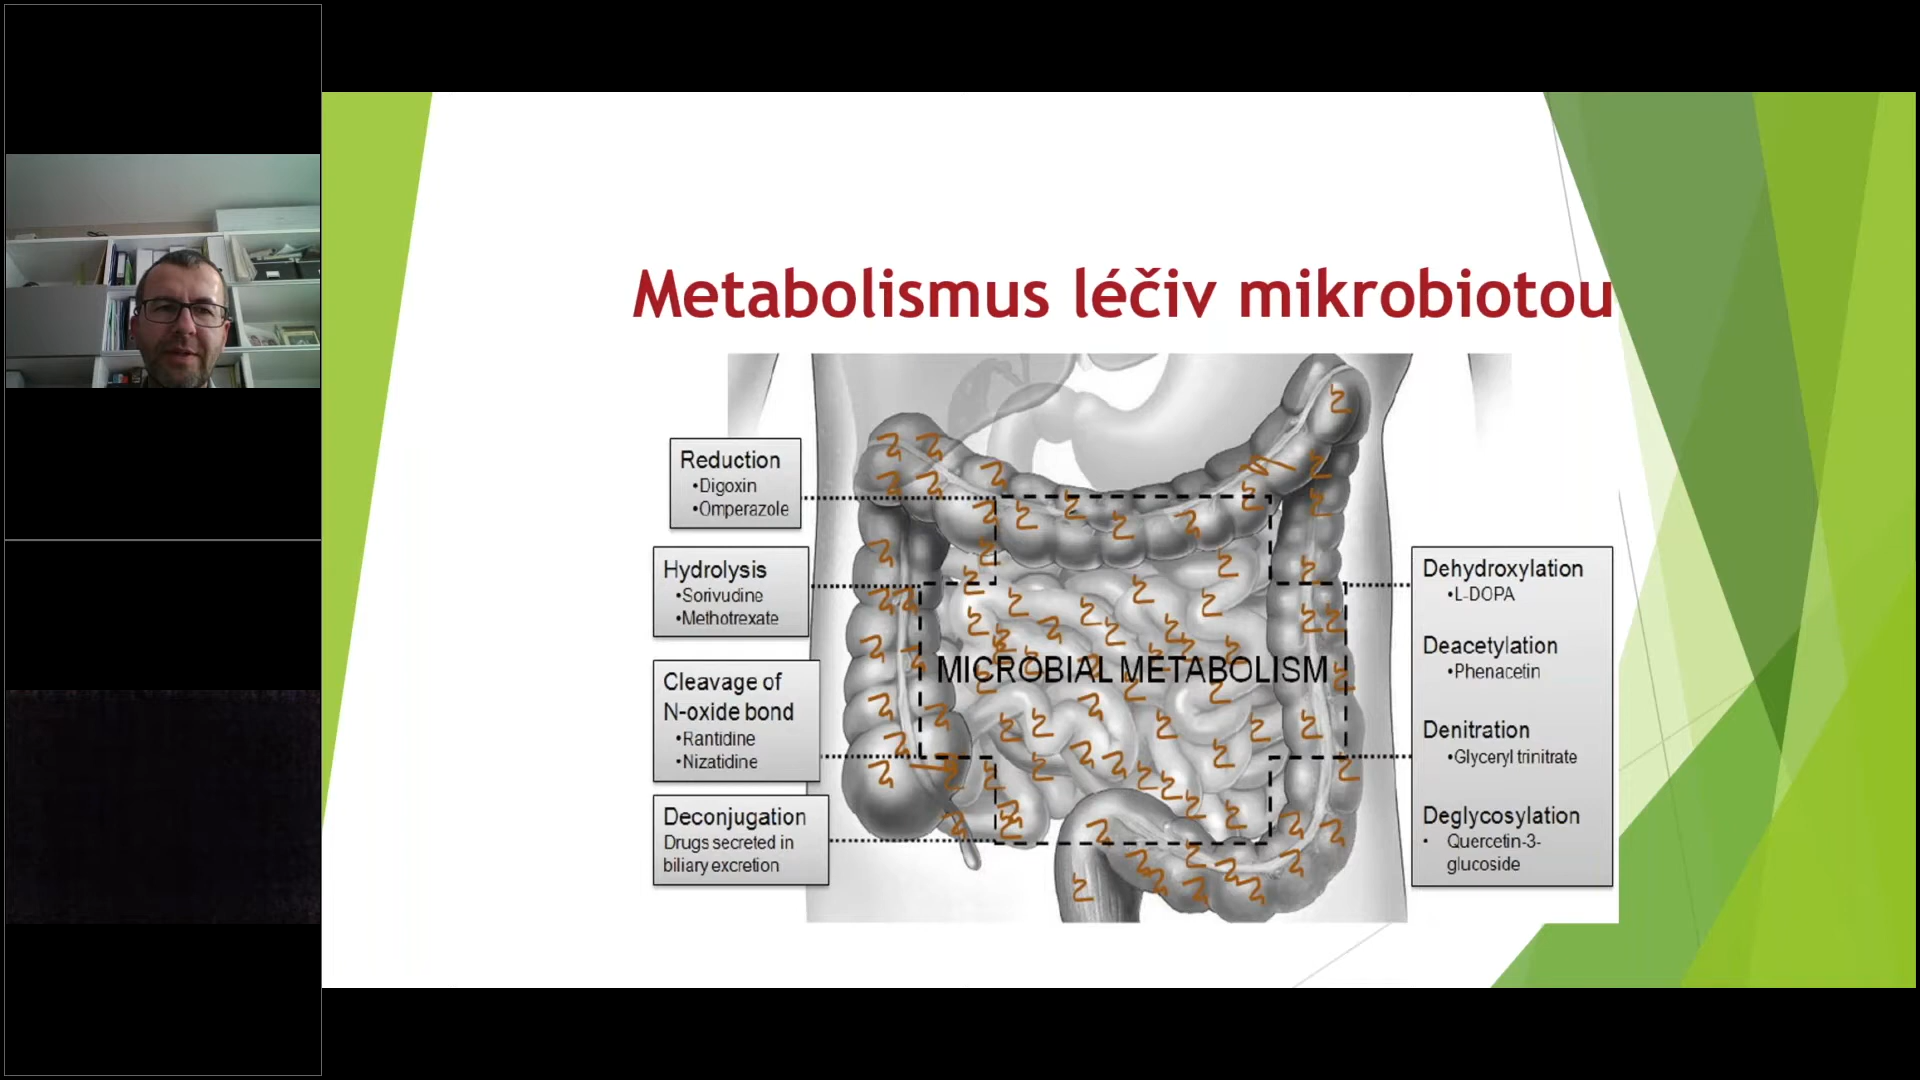 Metabolismus léčiv mikrobiotou
Reduction
•Digoxin
•Omperazole
Hydrolysis
•Sorivudine
•Methotrexate
Cleavage of
N-oxide bond
•Rantidine
•Nizatidine
Deconjugation
Drugs secreted in
biliary excretion
MICROBIAL METABOLISM
Dehydroxylation
•L-DOPA
Deacetylation
•Phenacetin
Denitration
•Glyceryl trinitrate
Deglycosylation
• Quercetin-3-
glucoside